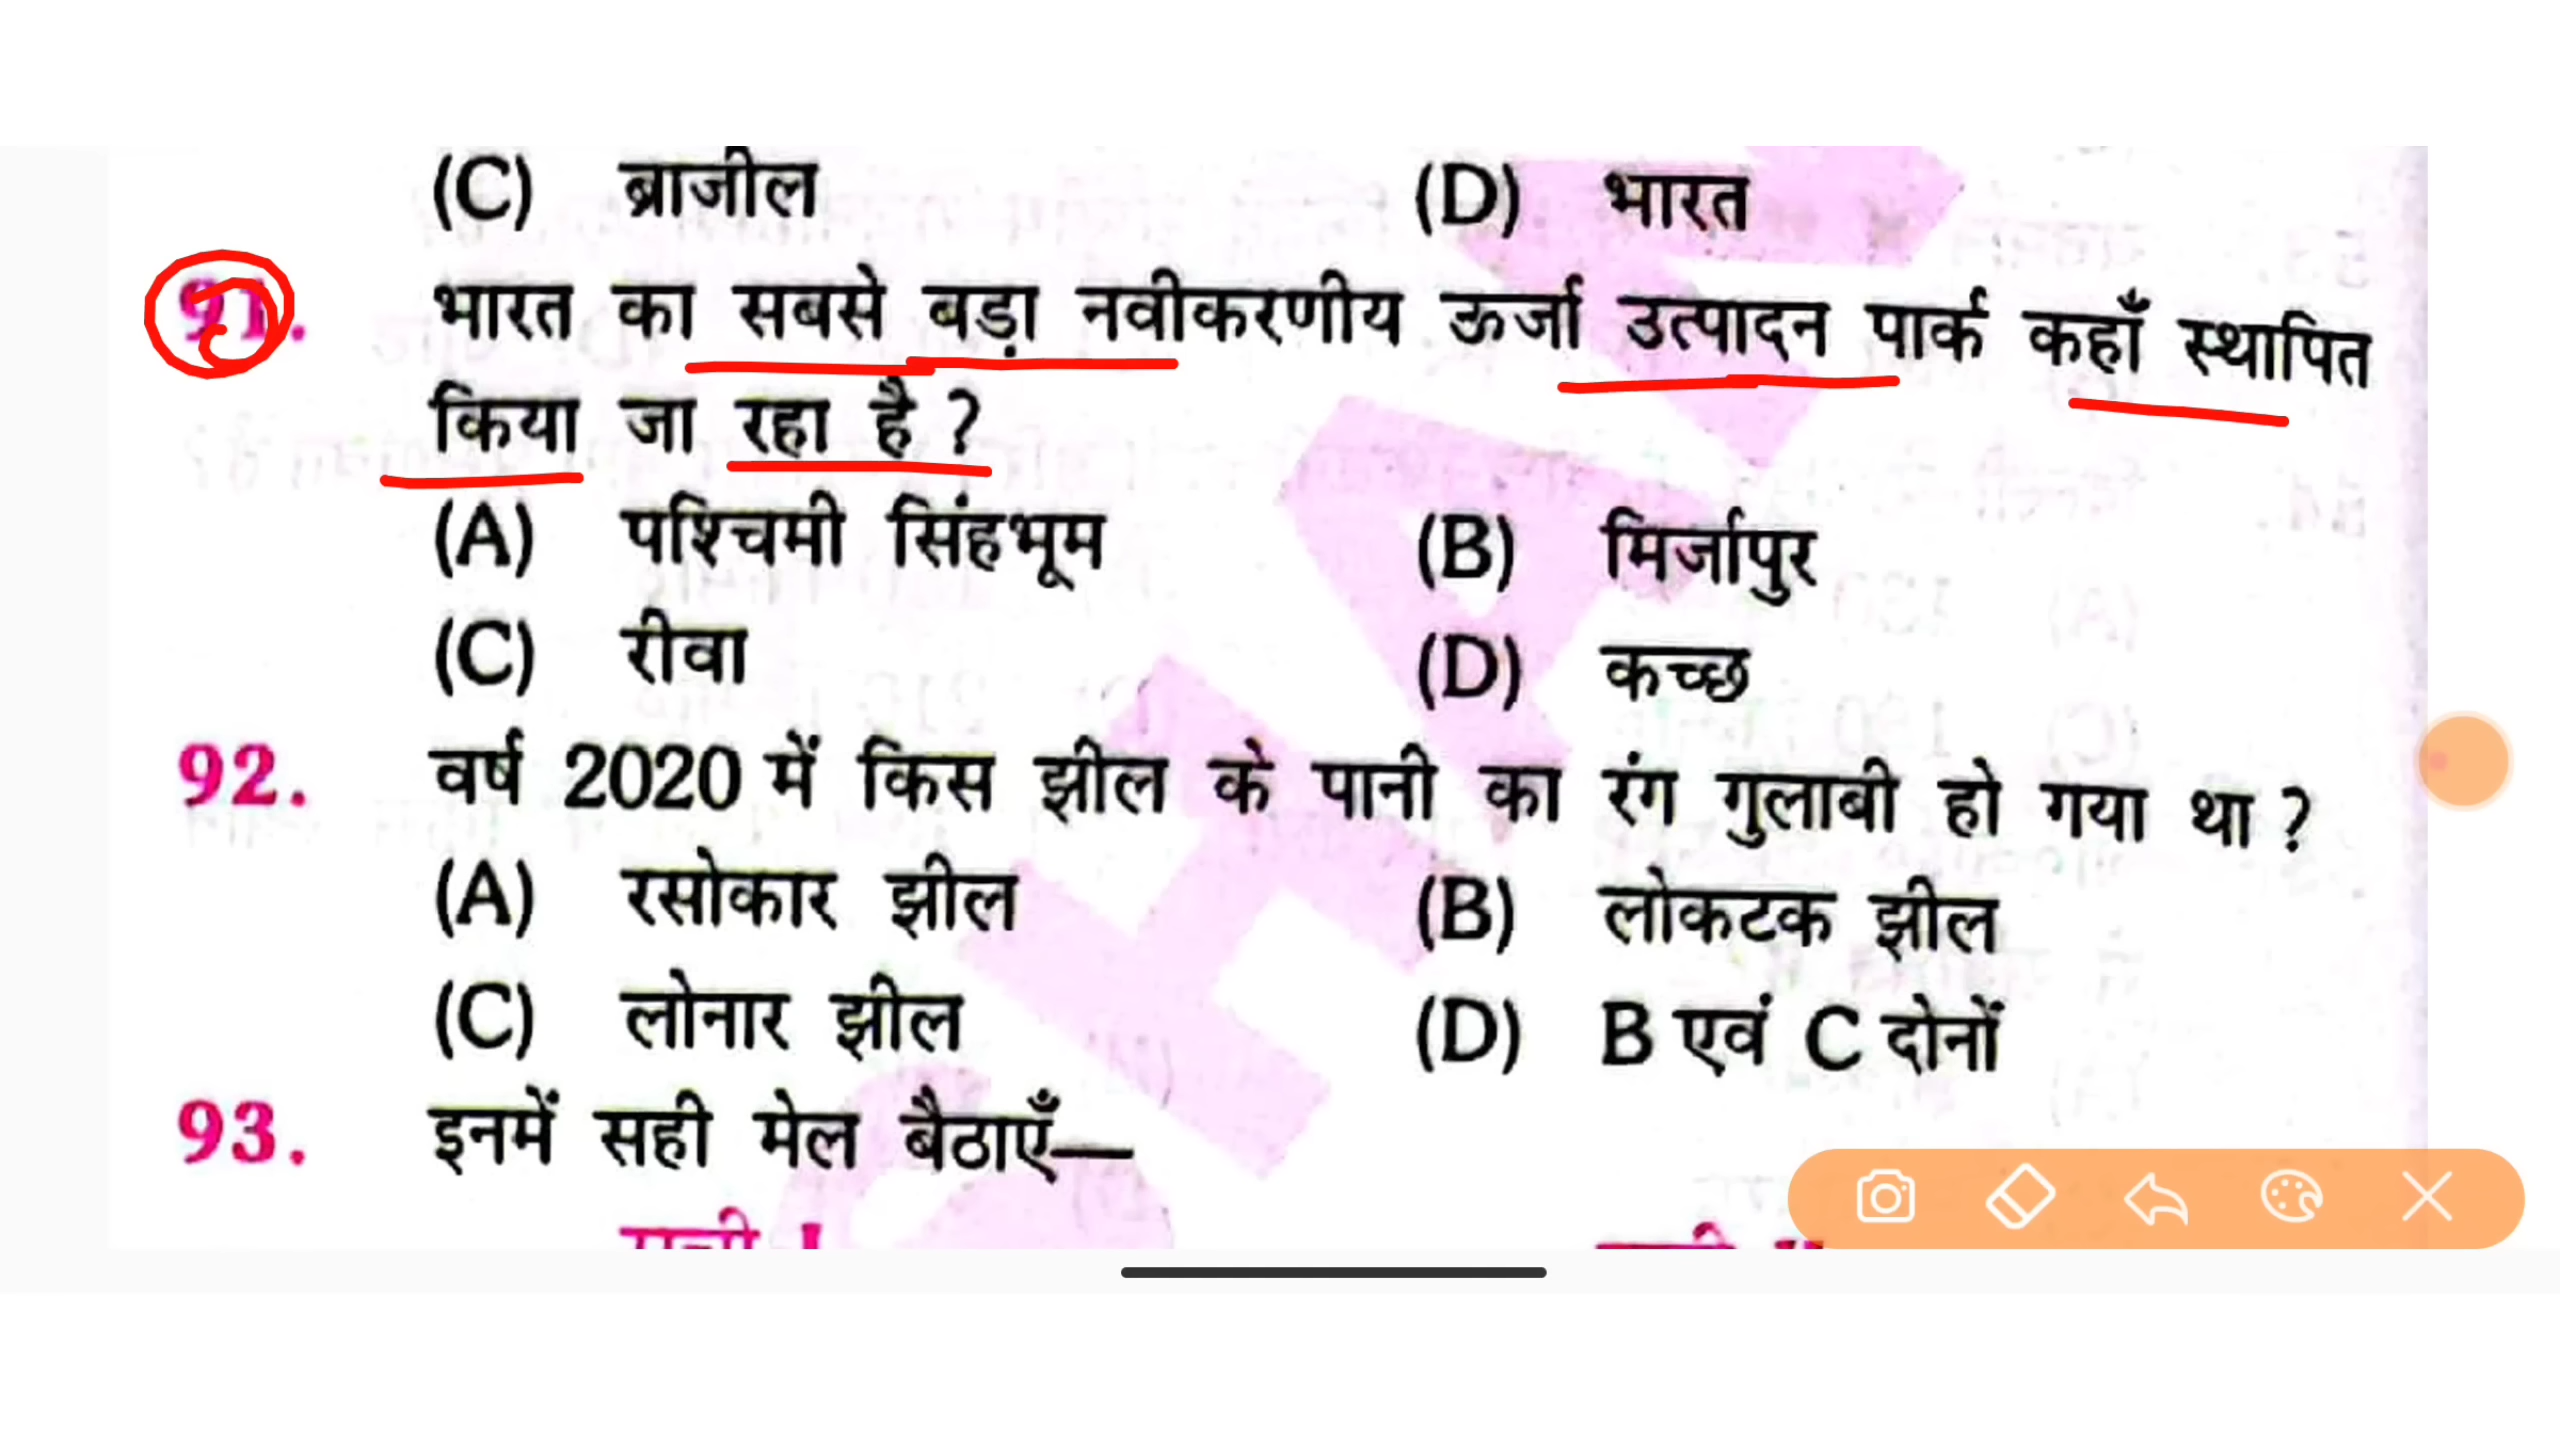 (C) ब्राजील (D) भारत
91. भारत का सबसे बड़ा नवीकरणीय ऊर्जा उत्पादन पार्क कहाँ स्थापित
किया जा रहा है ?
(A) पश्चिमी सिंहभूम (B) मिर्जापुर
(C) रीवा (D) कच्छ
92. वर्ष 2020 में किस झील के पानी का रंग गुलाबी हो गया था ?
(A) रसोकार झील (B) लोकटक झील
(C) लोनार झील (D) B एवं C दोनों
93. इनमें सही मेल बैठाएँ—